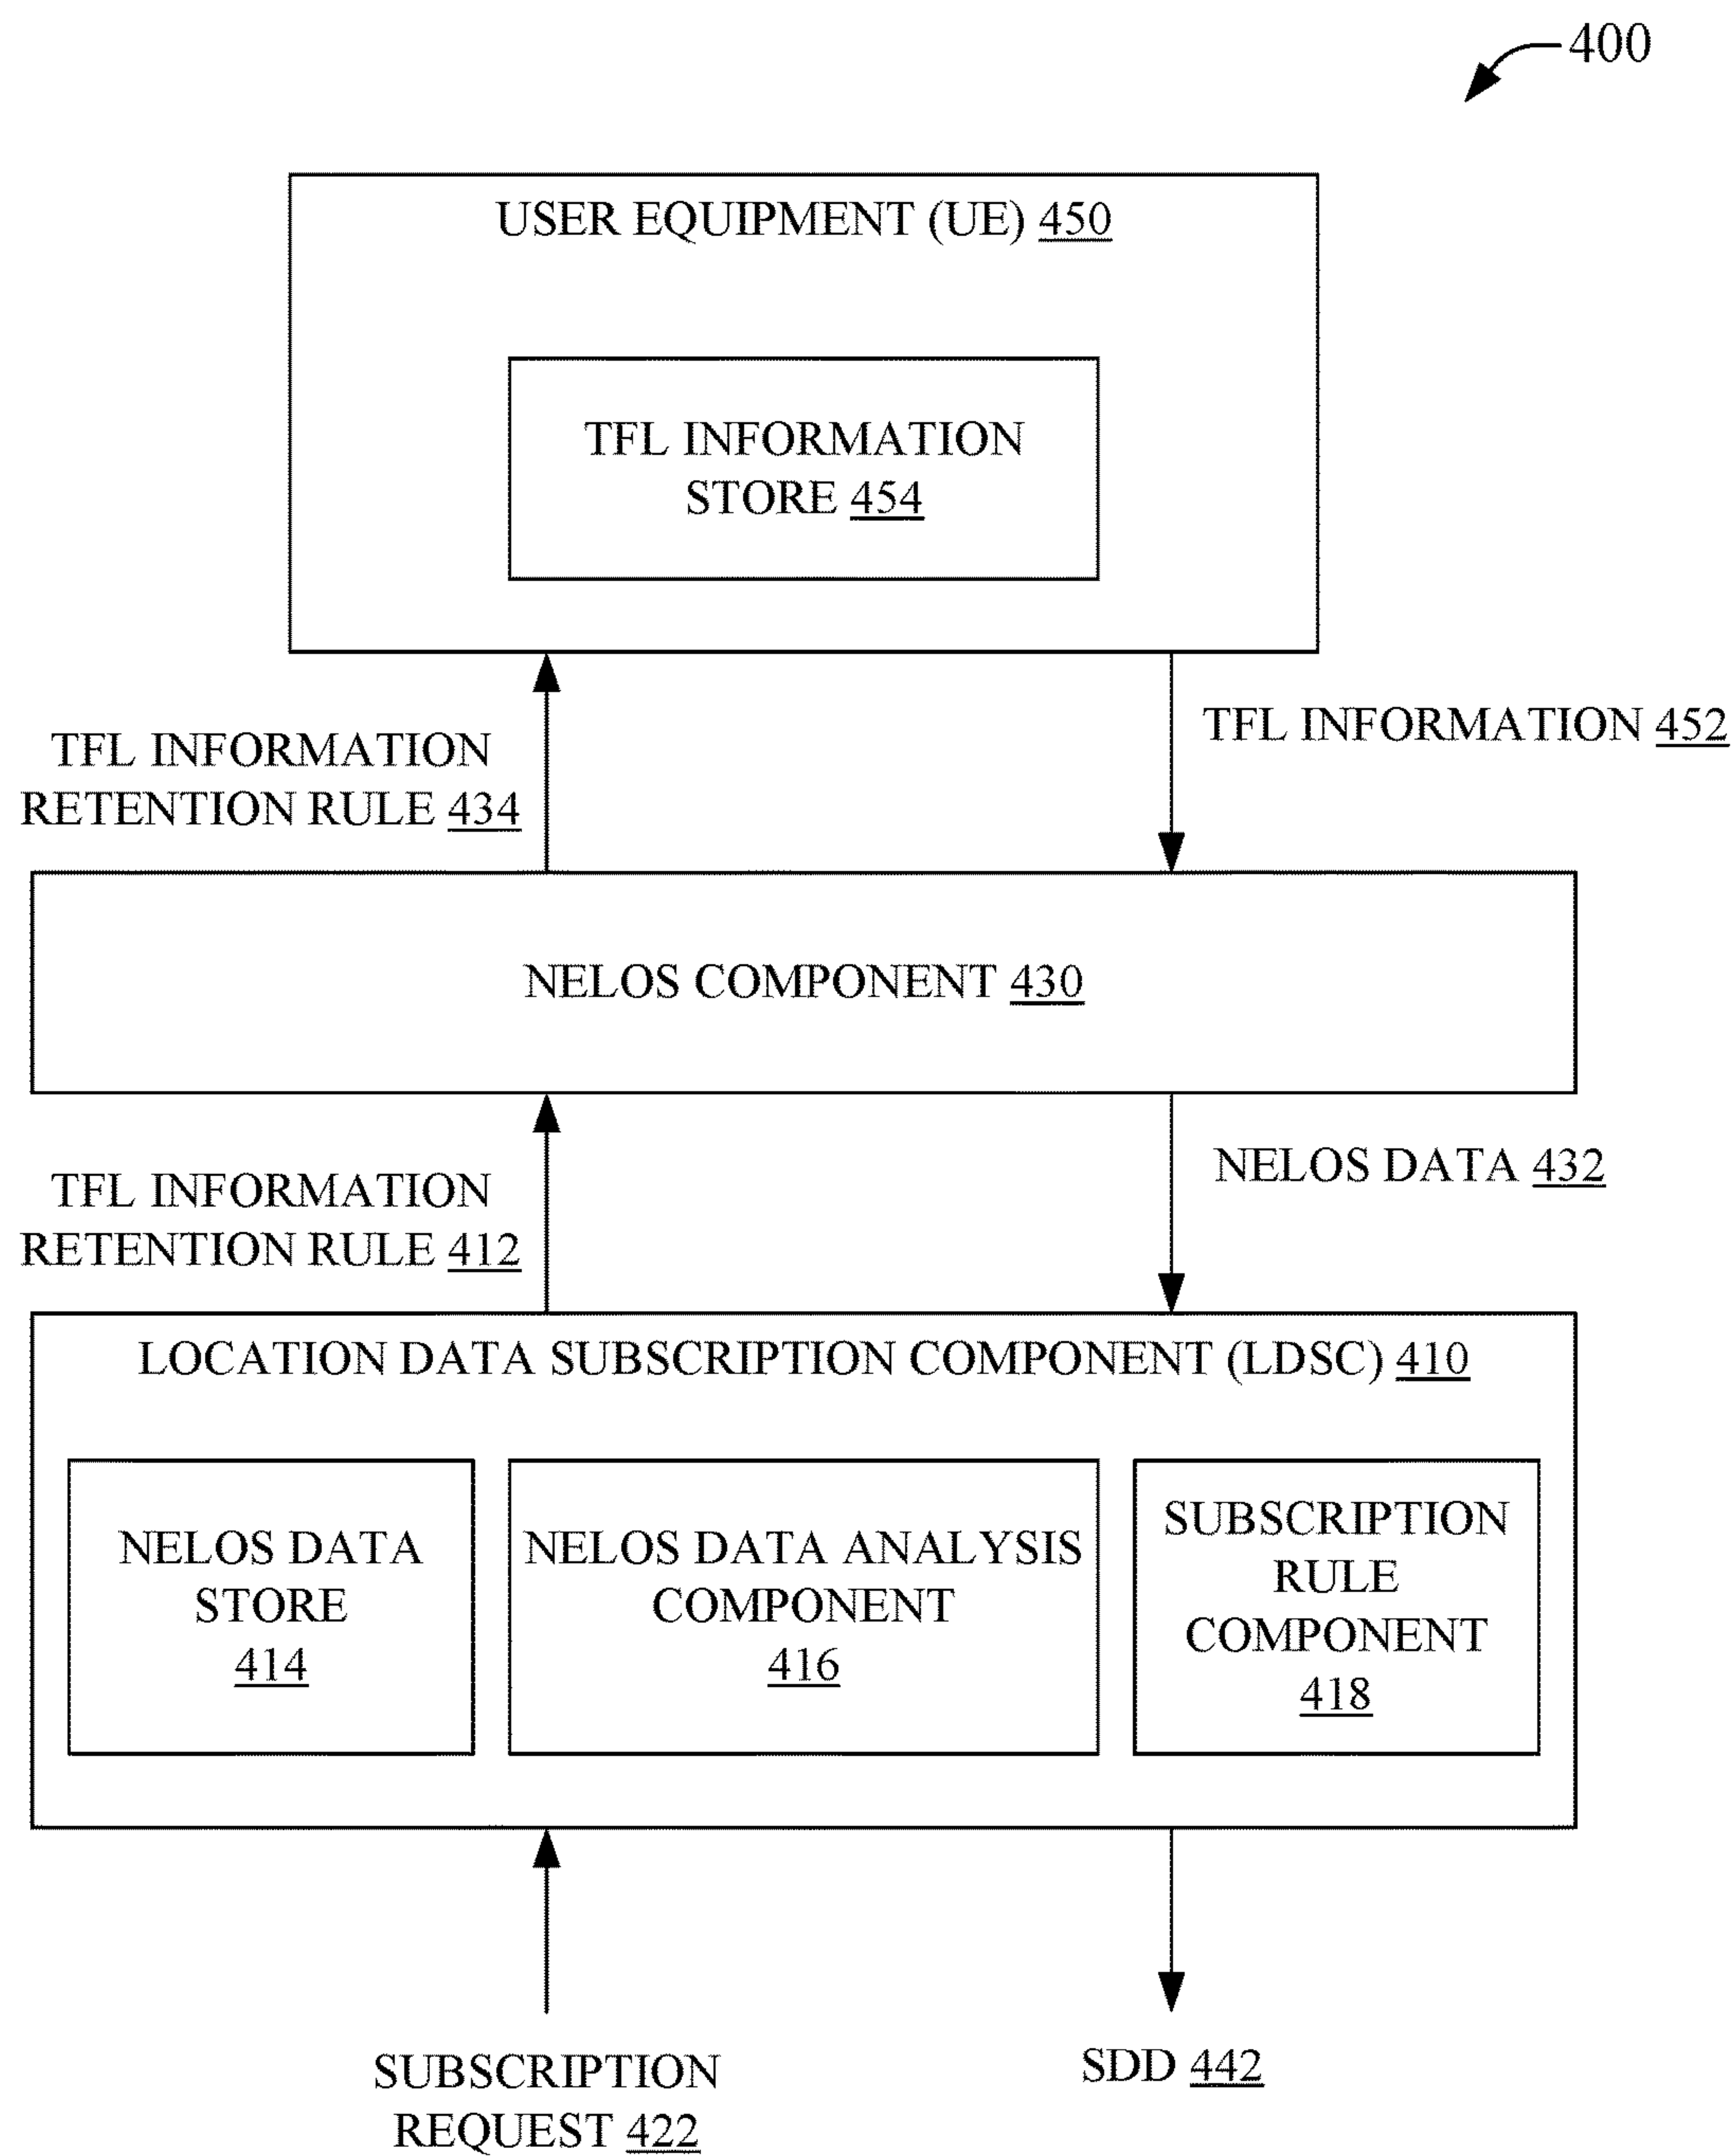 400
USER EQUIPMENT (UE) 450
TFL INFORMATION
STORE 454
TFL INFORMATION
RETENTION RULE 434
TFL INFORMATION 452
NELOS COMPONENT 430
TFL INFORMATION
RETENTION RULE 412
NELOS DATA 432
LOCATION DATA SUBSCRIPTION COMPONENT (LDSC) 410
NELOS DATA
STORE
414
NELOS DATA ANALYSIS
COMPONENT
416
SUBSCRIPTION
RULE
COMPONENT
418
SUBSCRIPTION
REQUEST 422
SDD 442